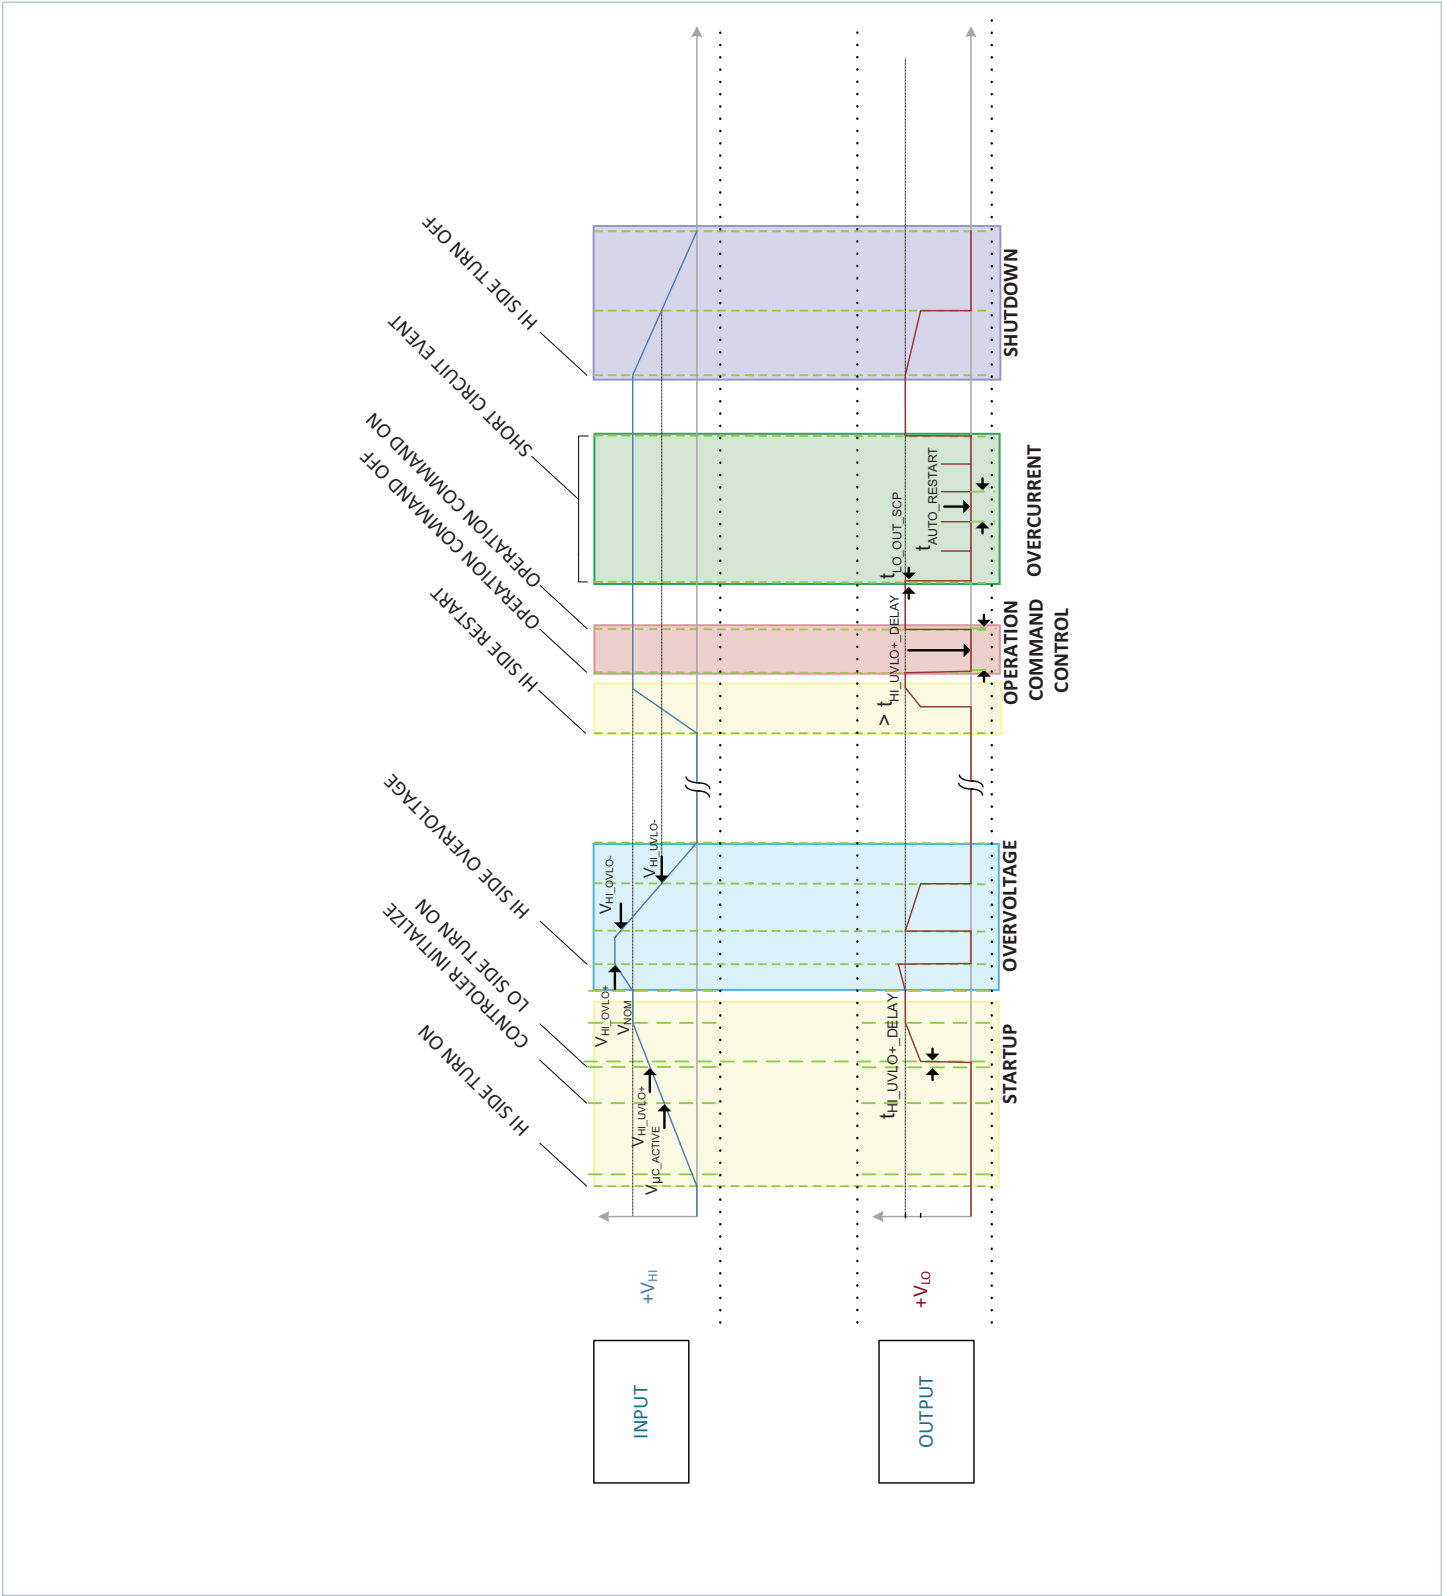 HI SIDE TURN ON
CONTROLER INITIALIZE
LO SIDE TURN ON
HI SIDE OVERVOLTAGE
HI SIDE RESTART
OPERATION COMMAND OFF
OPERATION COMMAND ON
SHORT CIRCUIT EVENT
HI SIDE TURN OFF
INPUT
+VHI
VµC_ACTIVE
VHI_UVLO+
VNOM
VHI_OVLO+
VHI_OVLO-
VHI_UVLO-
OUTPUT
+VLO
tHI_UVLO+_DELAY
> tHI_UVLO+_DELAY
tLO_OUT_SCP
tAUTO_RESTART
STARTUP
OVERVOLTAGE
OPERATION
COMMAND
CONTROL
OVERCURRENT
SHUTDOWN